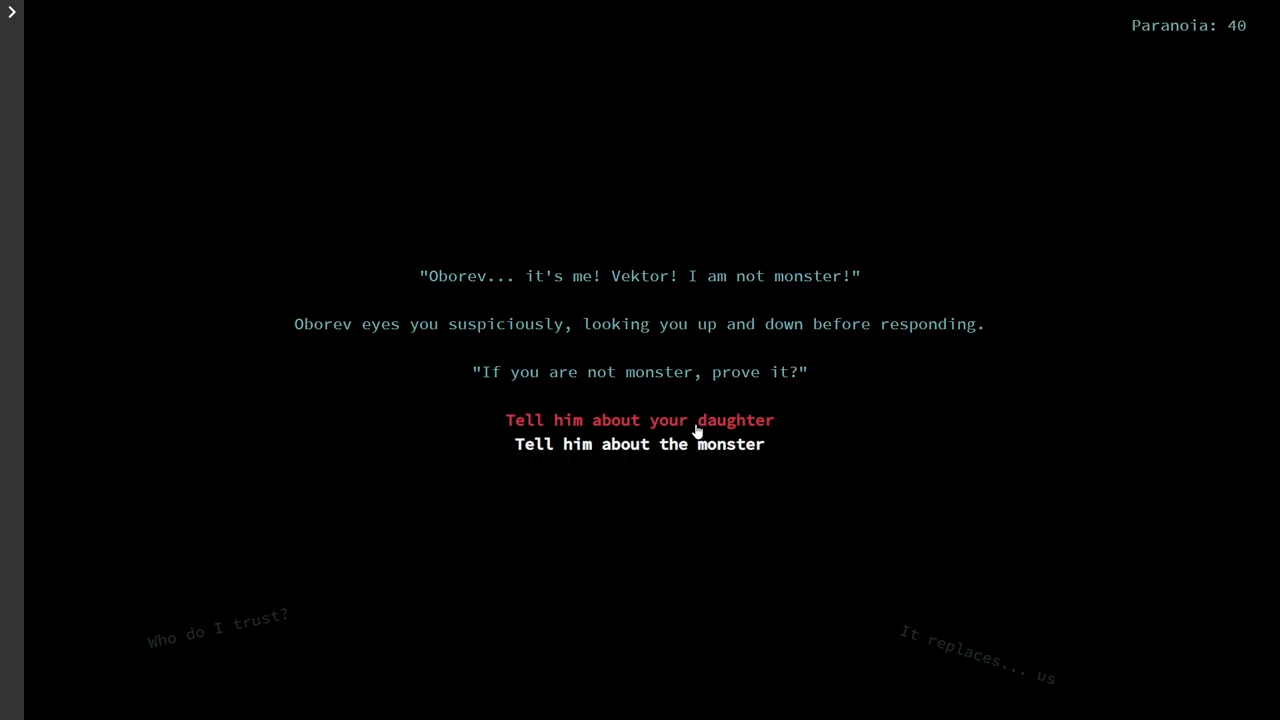 Paranoia: 40
"Oborev... it's me! Vektor! I am not monster!"
Oborev eyes you suspiciously, looking you up and down before responding.
"If you are not monster, prove it?"
Tell him about your daughter
Tell him about the monster
Who do I trust?
It replaces... us